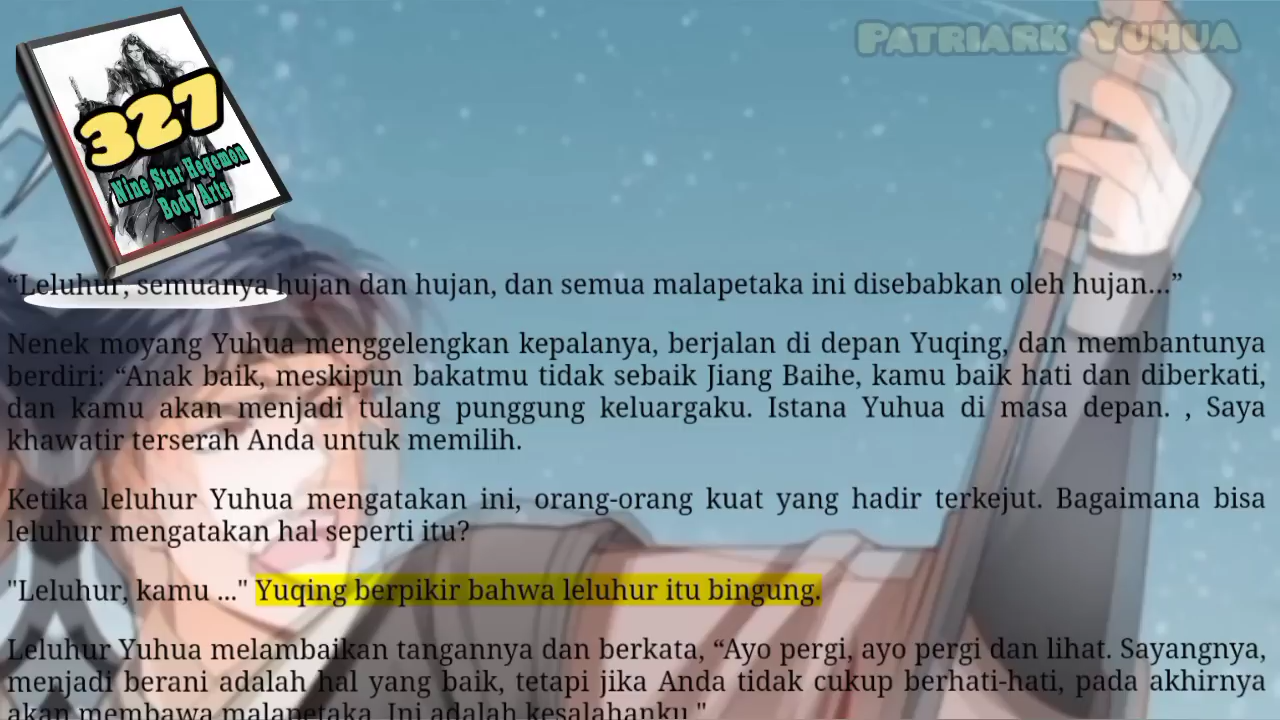 PATRIARK YUHUA
327
Nine Star Hegemon
Body Arts
“Leluhur, semuanya hujan dan hujan, dan semua malapetaka ini disebabkan oleh hujan...”
Nenek moyang Yuhua menggelengkan kepalanya, berjalan di depan Yuqing, dan membantunya
berdiri: “Anak baik, meskipun bakatmu tidak sebaik Jiang Baihe, kamu baik hati dan diberkati,
dan kamu akan menjadi tulang punggung keluargaku. Istana Yuhua di masa depan. , Saya
khawatir terserah Anda untuk memilih.
Ketika leluhur Yuhua mengatakan ini, orang-orang kuat yang hadir terkejut. Bagaimana bisa
leluhur mengatakan hal seperti itu?
"Leluhur, kamu ..." Yuqing berpikir bahwa leluhur itu bingung.
Leluhur Yuhua melambaikan tangannya dan berkata, “Ayo pergi, ayo pergi dan lihat. Sayangnya,
menjadi berani adalah hal yang baik, tetapi jika Anda tidak cukup berhati-hati, pada akhirnya
akan membawa malapetaka. Ini adalah kesalahanku."